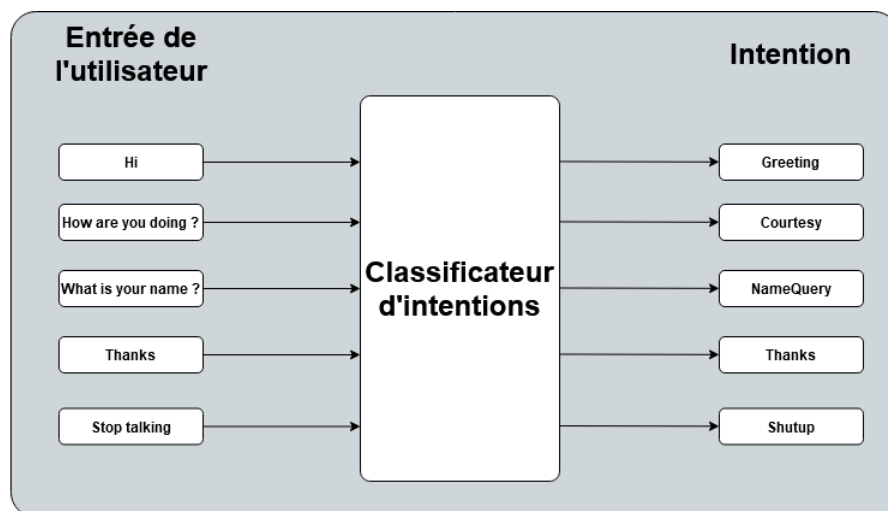 Entrée de
l'utilisateur
Intention
Hi
Greeting
How are you doing ?
Courtesy
Classificateur
d'intentions
What is your name ?
NameQuery
Thanks
Thanks
Stop talking
Shutup